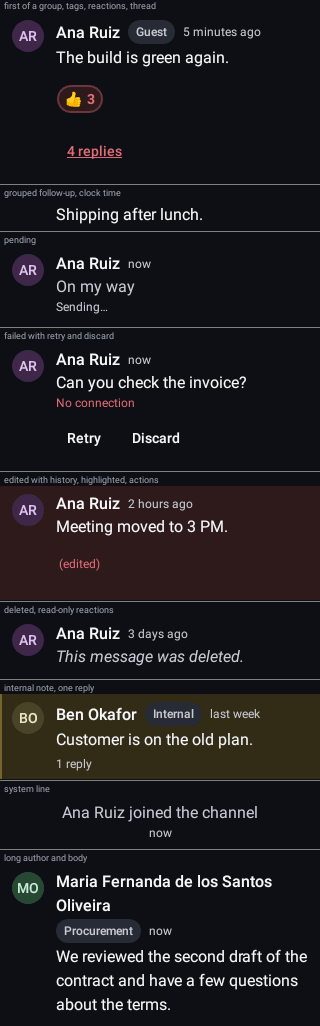 first of a group, tags, reactions, thread
AR Ana Ruiz Guest 5 minutes ago
The build is green again.
👍 3
4 replies
grouped follow-up, clock time
Shipping after lunch.
pending
AR Ana Ruiz now
On my way
Sending…
failed with retry and discard
AR Ana Ruiz now
Can you check the invoice?
No connection
Retry Discard
edited with history, highlighted, actions
AR Ana Ruiz 2 hours ago
Meeting moved to 3 PM.
(edited)
deleted, read-only reactions
AR Ana Ruiz 3 days ago
This message was deleted.
internal note, one reply
BO Ben Okafor Internal last week
Customer is on the old plan.
1 reply
system line
Ana Ruiz joined the channel
now
long author and body
MO Maria Fernanda de los Santos
Oliveira
Procurement now
We reviewed the second draft of the
contract and have a few questions
about the terms.